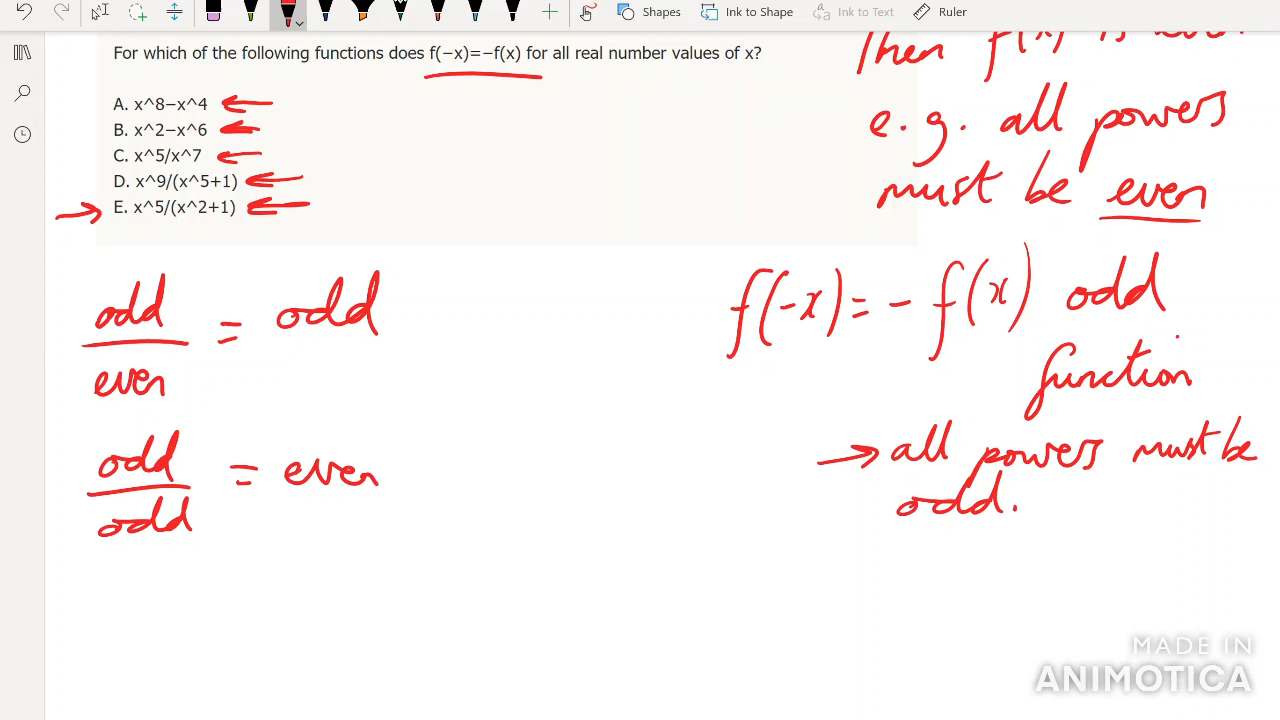 Shapes Ink to Shape Ink to Text Ruler
For which of the following functions does f(−x)=−f(x) for all real number values of x?
A. x^8−x^4
B. x^2−x^6
C. x^5/x^7
D. x^9/(x^5+1)
E. x^5/(x^2+1)
Then f(x) is even
e.g. all powers
must be even
odd
even
= odd
odd
odd
= even
f(-x) = - f(x) odd
function
→ all powers must be
odd.
MADE IN
ANIMOTICA